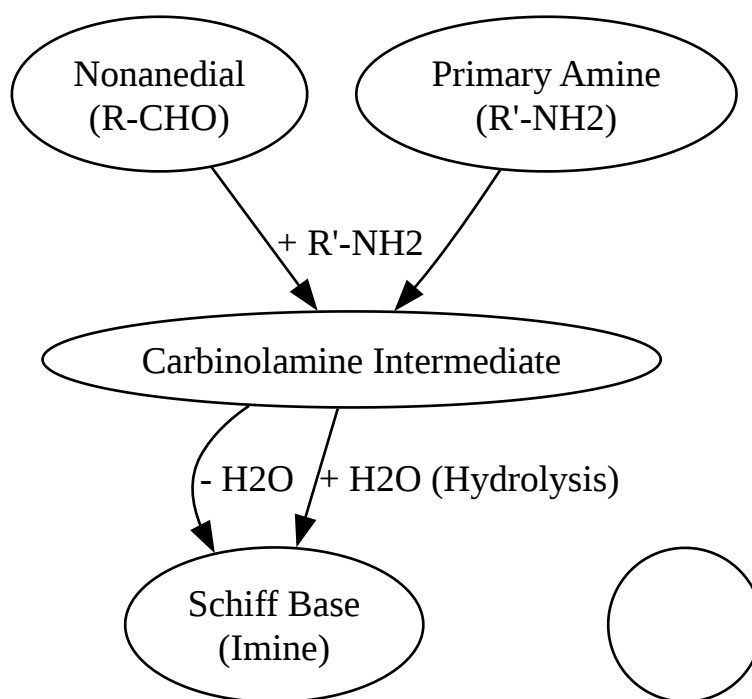 Nonanedial
(R-CHO)
Primary Amine
(R'-NH2)
+ R'-NH2
Carbinolamine Intermediate
- H2O
+ H2O (Hydrolysis)
Schiff Base
(Imine)